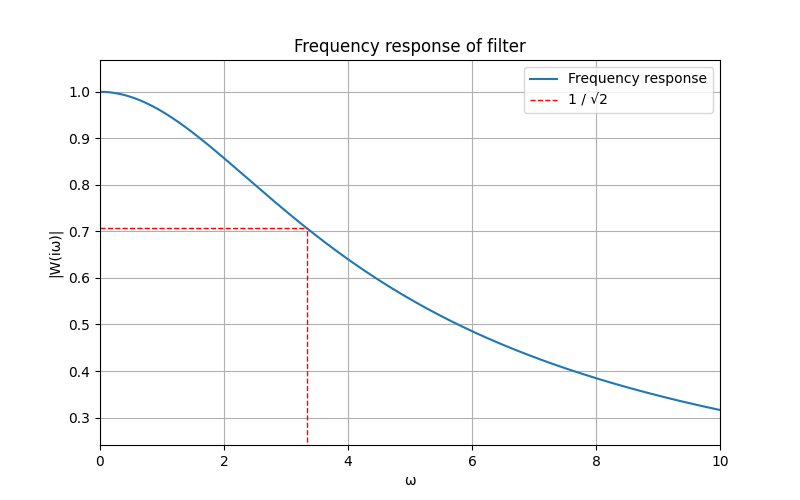 Frequency response of filter
Frequency response
1 / √2
1.0
0.9
0.8
0.7
0.6
0.5
0.4
0.3
|W(iω)|
0 2 4 6 8 10
ω